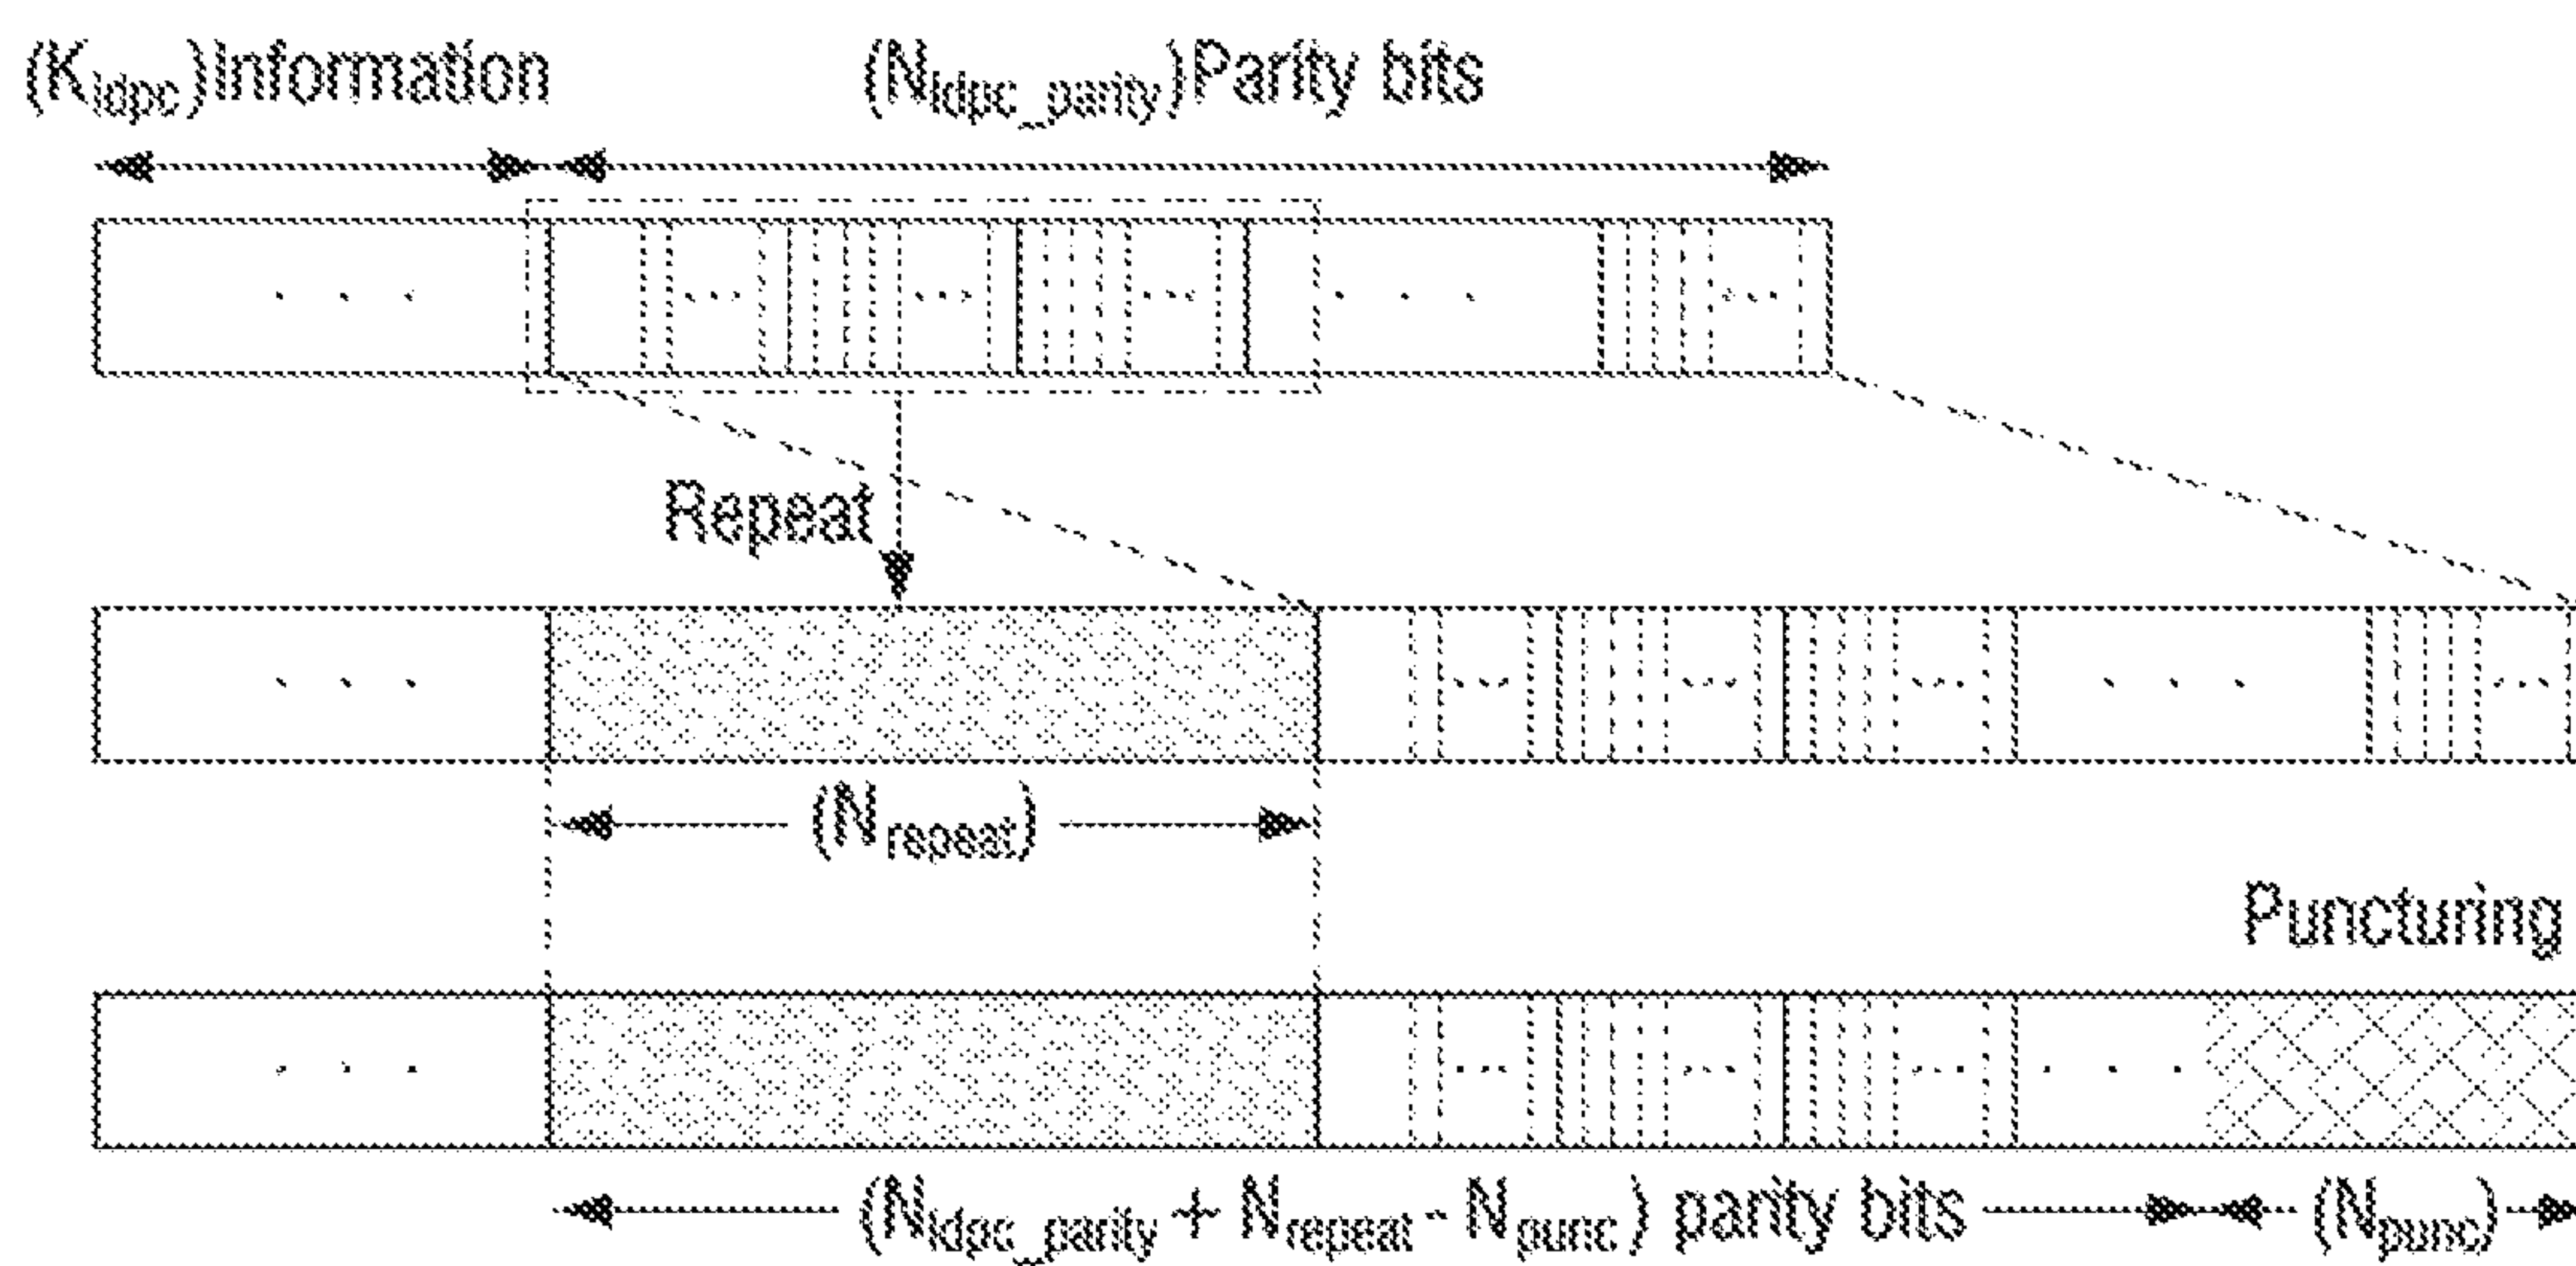 (K_ldpc)Information (N_ldpc_parity)Parity bits
Repeat
(N_repeat)
Puncturing
(N_ldpc_parity + N_repeat - N_punc) parity bits (N_punc)